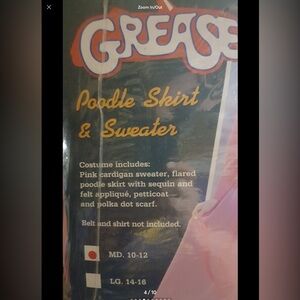 Zoom In/Out
GREASE
Poodle Skirt
& Sweater
Costume includes:
Pink cardigan sweater, flared
poodle skirt with sequin and
felt appliqué, petticoat
and polka dot scarf.
Belt and shirt not included.
MD. 10-12
LG. 14-16
4 / 10